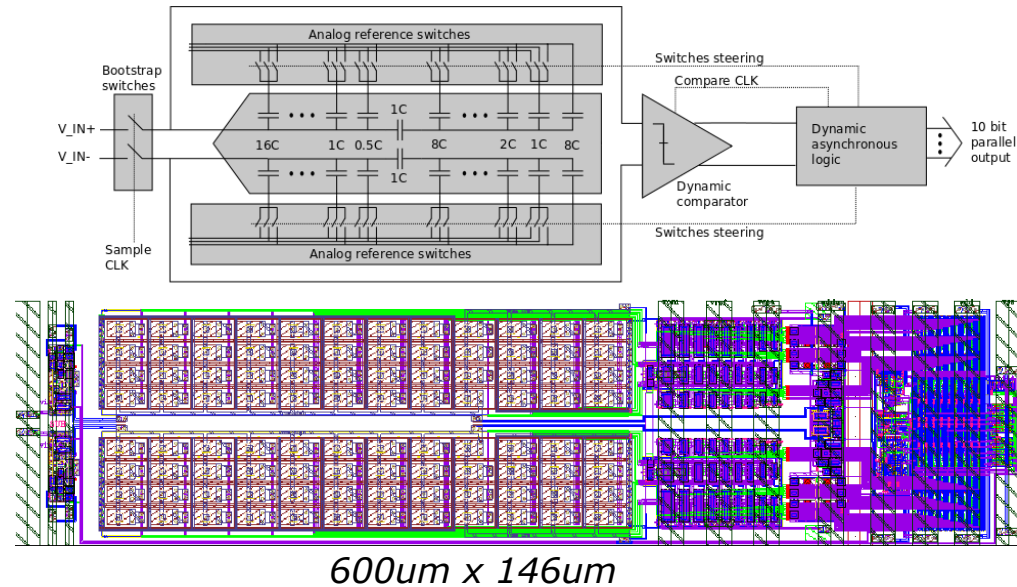 Analog reference switches
Switches steering
Bootstrap
switches
Compare CLK
1C
V_IN+
Dynamic
asynchronous
logic
10 bit
parallel
output
V_IN-
16C
1C
0.5C
8C
2C
1C
8C
1C
Dynamic
comparator
Sample
CLK
Switches steering
Analog reference switches
600um x 146um